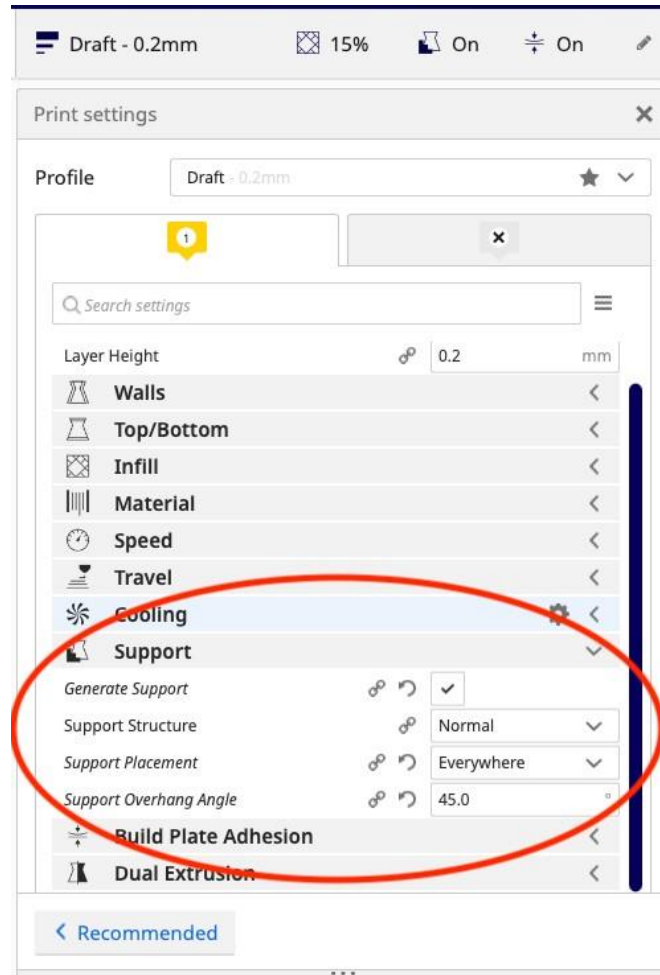 Draft - 0.2mm 15% On On
Print settings
Profile Draft - 0.2mm
1
Search settings
Layer Height 0.2 mm
Walls
Top/Bottom
Infill
Material
Speed
Travel
Cooling
Support
Generate Support
Support Structure Normal
Support Placement Everywhere
Support Overhang Angle 45.0 °
Build Plate Adhesion
Dual Extrusion
Recommended